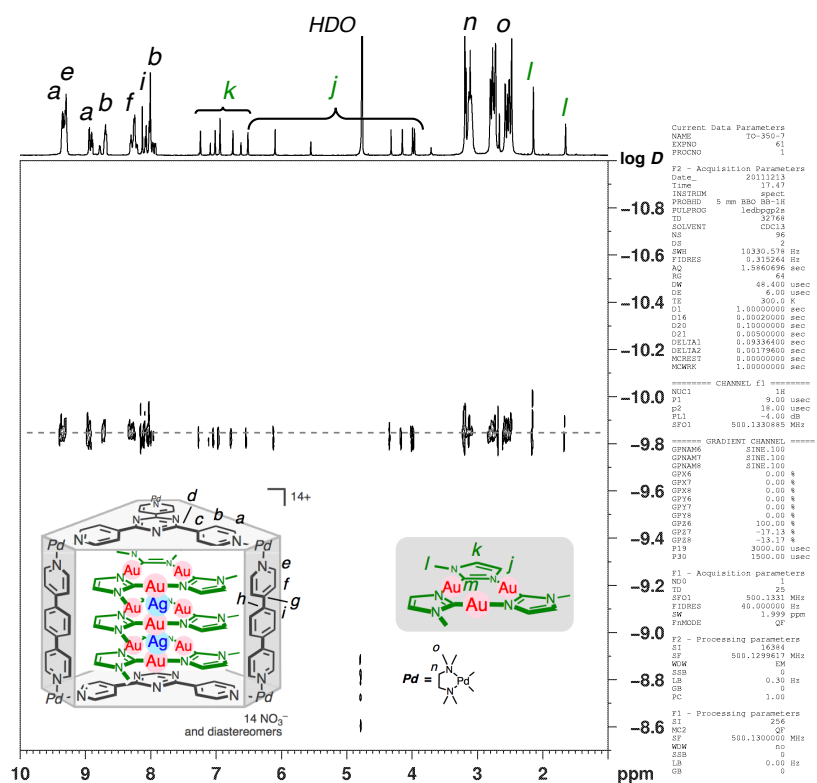 HDO
n
o
a
e
a
b
f
i
b
k
j
l
l
log D
−10.8
−10.6
−10.4
−10.2
−10.0
−9.8
−9.6
−9.4
−9.2
−9.0
−8.8
−8.6
10
9
8
7
6
5
4
3
2
ppm
14+
Pd
N
N
N
N
N
N
d
c
b
a
Pd
Pd
N
N
e
f
g
h
i
Au
Au
Au
Ag
Au
Au
Au
Ag
Au
Au
Au
N
N
Pd
Pd
N
N
N
N
14 NO3−
and diastereomers
l
k
j
m
N
N
Au
Au
Au
N
N
N
N
o
n
Pd =
N
N
Pd
Current Data Parameters
NAME TO-350-7
EXPNO 61
PROCNO 1
F2 - Acquisition Parameters
Date_ 20111213
Time 17.47
INSTRUM spect
PROBHD 5 mm BBO BB-1H
PULPROG ledbpgp2s
TD 32768
SOLVENT CDCl3
NS 96
DS 2
SWH 10330.578 Hz
FIDRES 0.315264 Hz
AQ 1.5860696 sec
RG 64
DW 48.400 usec
DE 6.00 usec
TE 300.0 K
D1 1.00000000 sec
D16 0.00020000 sec
D20 0.10000000 sec
D21 0.00500000 sec
DELTA1 0.09336400 sec
DELTA2 0.00179600 sec
MCREST 0.00000000 sec
MCWRK 1.00000000 sec
======== CHANNEL f1 ========
NUC1 1H
P1 9.00 usec
p2 18.00 usec
PL1 -4.00 dB
SFO1 500.1330885 MHz
====== GRADIENT CHANNEL =====
GPNAM6 SINE.100
GPNAM7 SINE.100
GPNAM8 SINE.100
GPX6 0.00 %
GPX7 0.00 %
GPX8 0.00 %
GPY6 0.00 %
GPY7 0.00 %
GPY8 0.00 %
GPZ6 100.00 %
GPZ7 -17.13 %
GPZ8 -13.17 %
P19 3000.00 usec
P30 1500.00 usec
F1 - Acquisition parameters
ND0 1
TD 25
SFO1 500.1331 MHz
FIDRES 40.000000 Hz
SW 1.999 ppm
FnMODE QF
F2 - Processing parameters
SI 16384
SF 500.1299617 MHz
WDW EM
SSB 0
LB 0.30 Hz
GB 0
PC 1.00
F1 - Processing parameters
SI 256
MC2 QF
SF 500.1300000 MHz
WDW no
SSB 0
LB 0.00 Hz
GB 0